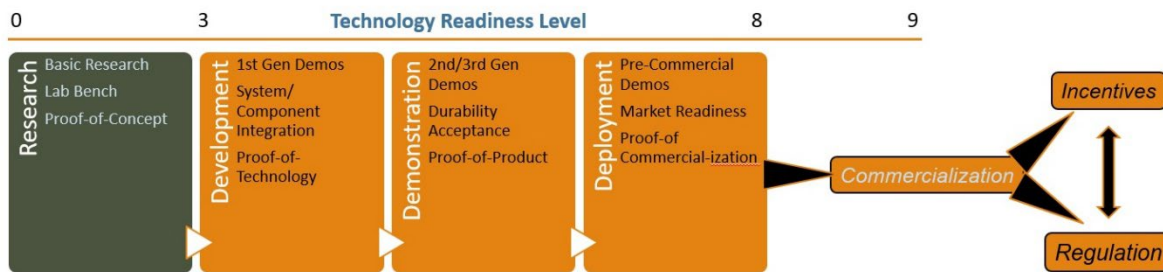 0 3 Technology Readiness Level 8 9
Research
Basic Research
Lab Bench
Proof-of-Concept
Development
1st Gen Demos
System/
Component
Integration
Proof-of-
Technology
Demonstration
2nd/3rd Gen
Demos
Durability
Acceptance
Proof-of-Product
Deployment
Pre-Commercial
Demos
Market Readiness
Proof-of
Commercial-ization
Commercialization
Incentives
Regulation